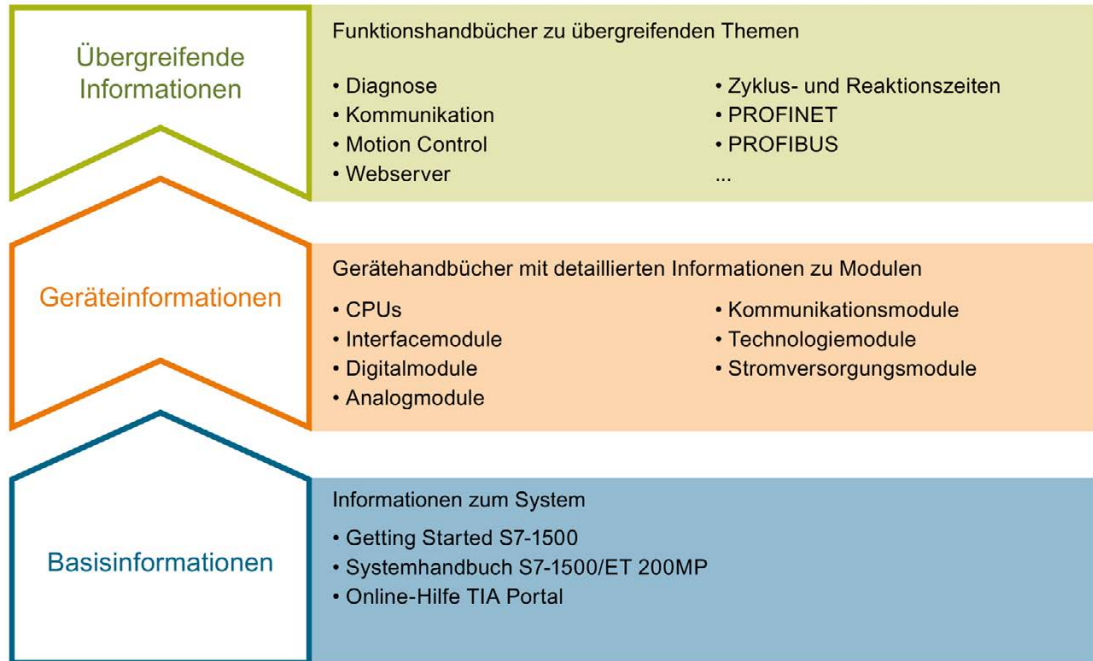 Übergreifende
Informationen
Funktionshandbücher zu übergreifenden Themen
• Diagnose
• Kommunikation
• Motion Control
• Webserver
• Zyklus- und Reaktionszeiten
• PROFINET
• PROFIBUS
...
Geräteinformationen
Gerätehandbücher mit detaillierten Informationen zu Modulen
• CPUs
• Interfacemodule
• Digitalmodule
• Analogmodule
• Kommunikationsmodule
• Technologiemodule
• Stromversorgungsmodule
Basisinformationen
Informationen zum System
• Getting Started S7-1500
• Systemhandbuch S7-1500/ET 200MP
• Online-Hilfe TIA Portal